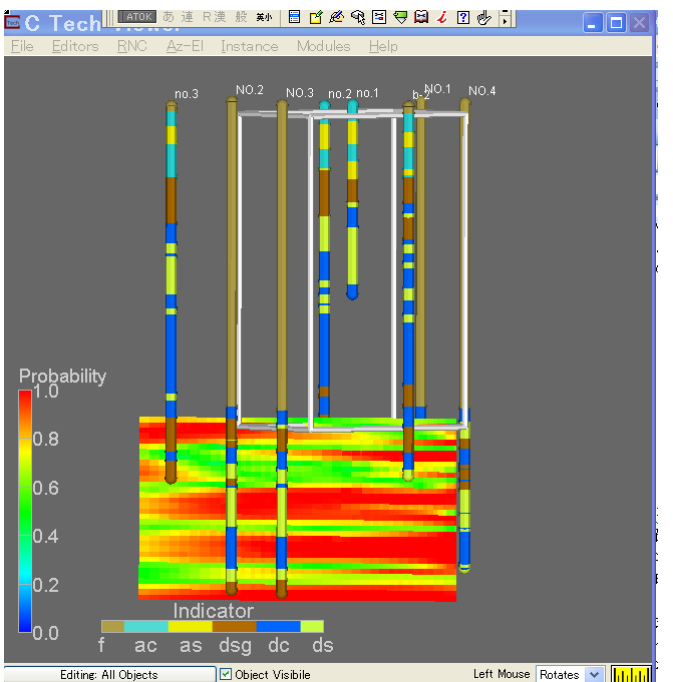 C Tech Viewer
ATOK あ 連 R漢 般 英小
File Editors RNC Az-El Instance Modules Help
no.3 NO.2 NO.3 no.2 no.1 b-2 NO.1 NO.4
Probability
1.0
0.8
0.6
0.4
0.2
0.0
Indicator
f ac as dsg dc ds
Editing: All Objects Object Visibile Left Mouse Rotates